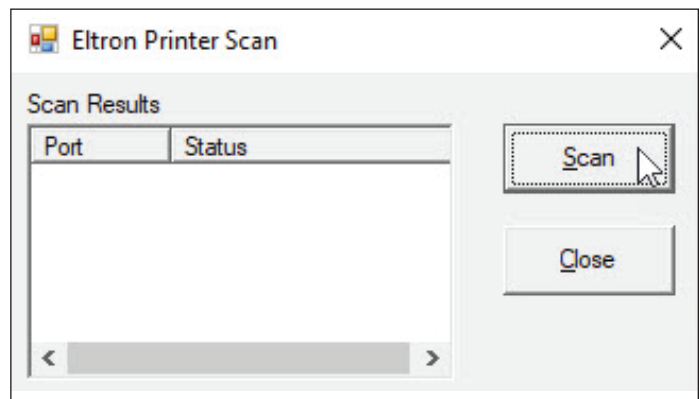 Eltron Printer Scan
Scan Results
Port Status
Scan
Close